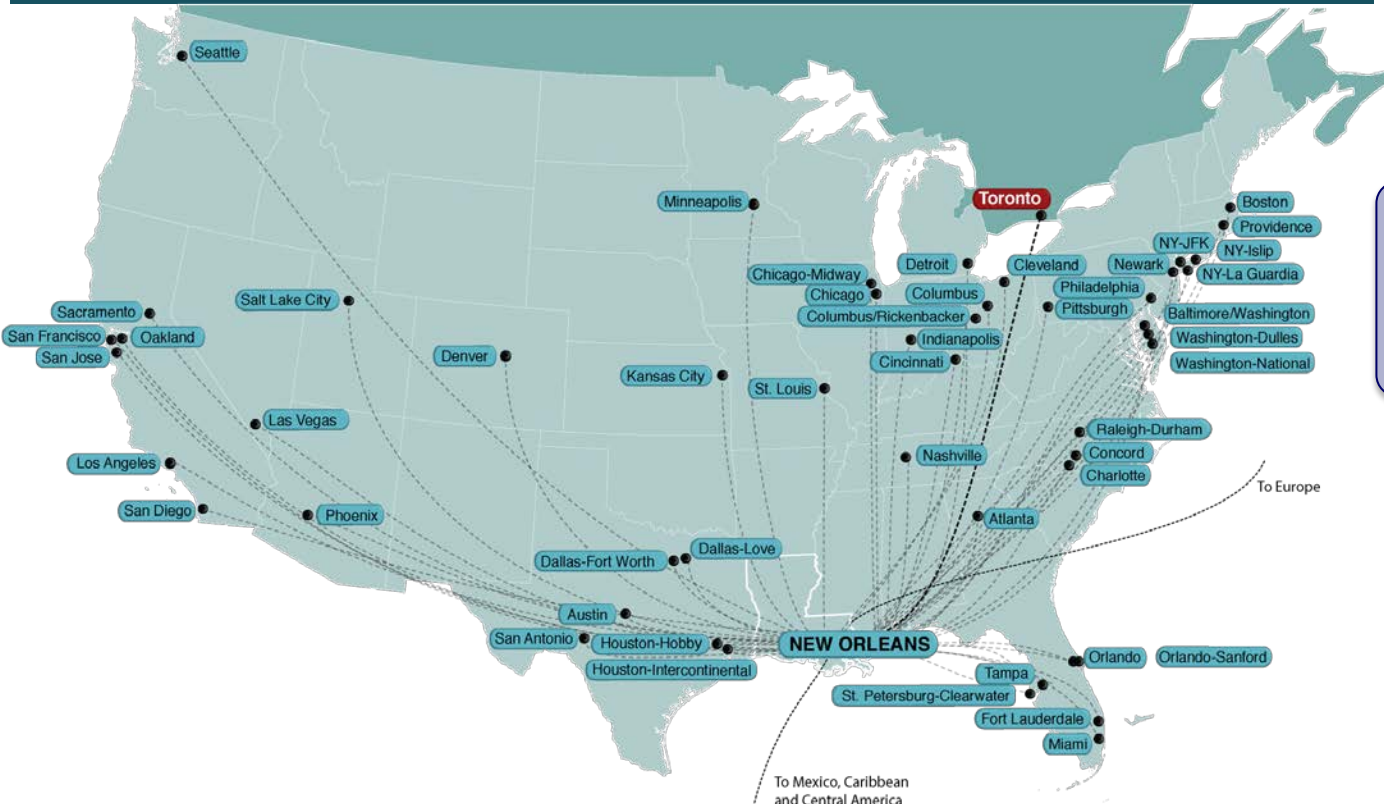 Seattle
Minneapolis
Toronto
Boston
Providence
NY-JFK
NY-Islip
Newark
NY-La Guardia
Detroit
Cleveland
Chicago-Midway
Chicago
Columbus
Philadelphia
Pittsburgh
Columbus/Rickenbacker
Baltimore/Washington
Washington-Dulles
Washington-National
Indianapolis
Cincinnati
Sacramento
Salt Lake City
San Francisco
Oakland
San Jose
Denver
Kansas City
St. Louis
Las Vegas
Raleigh-Durham
Nashville
Concord
Charlotte
Los Angeles
To Europe
San Diego
Phoenix
Atlanta
Dallas-Fort Worth
Dallas-Love
Austin
San Antonio
Houston-Hobby
NEW ORLEANS
Houston-Intercontinental
Orlando
Orlando-Sanford
Tampa
St. Petersburg-Clearwater
Fort Lauderdale
Miami
To Mexico, Caribbean
and Central America